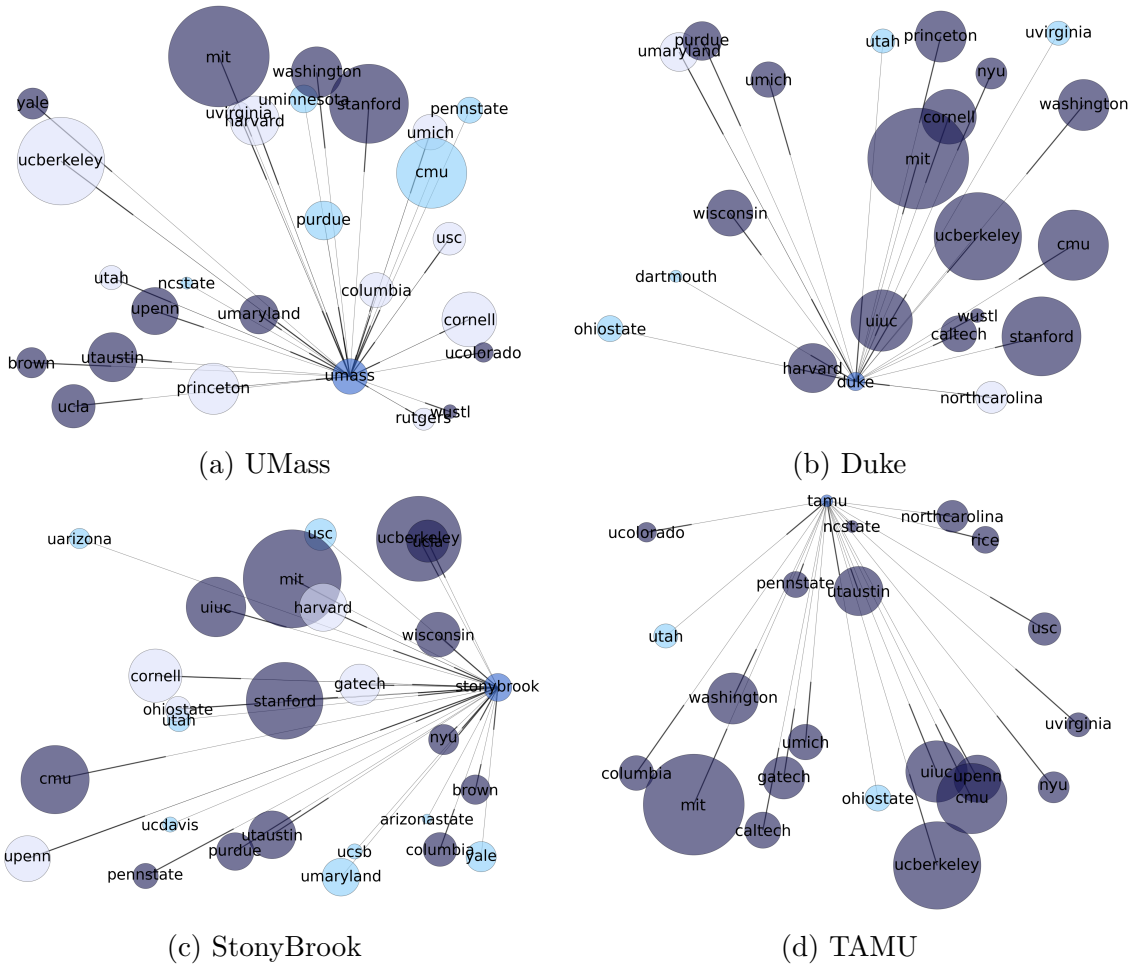 mit
washington
yale
uminnesota
stanford
pennstate
uvirginia
harvard
umich
ucberkeley
cmu
purdue
usc
utah
ncstate
columbia
upenn
umaryland
cornell
utaustin
ucolorado
brown
umass
princeton
ucla
wustl
rutgers
(a) UMass
purdue
umaryland
utah
princeton
uvirginia
umich
nyu
washington
cornell
mit
wisconsin
ucberkeley
cmu
dartmouth
ohiostate
uiuc
wustl
caltech
stanford
harvard
duke
northcarolina
(b) Duke
uarizona
usc
ucberkeley
ucla
mit
uiuc
harvard
wisconsin
cornell
gatech
stonybrook
ohiostate
utah
stanford
nyu
cmu
brown
ucdavis
arizonastate
utaustin
upenn
purdue
ucsb
columbia
yale
pennstate
umaryland
(c) StonyBrook
tamu
ucolorado
ncstate
northcarolina
rice
pennstate
utaustin
utah
usc
washington
uvirginia
umich
columbia
gatech
uiuc
upenn
nyu
mit
ohiostate
cmu
caltech
ucberkeley
(d) TAMU